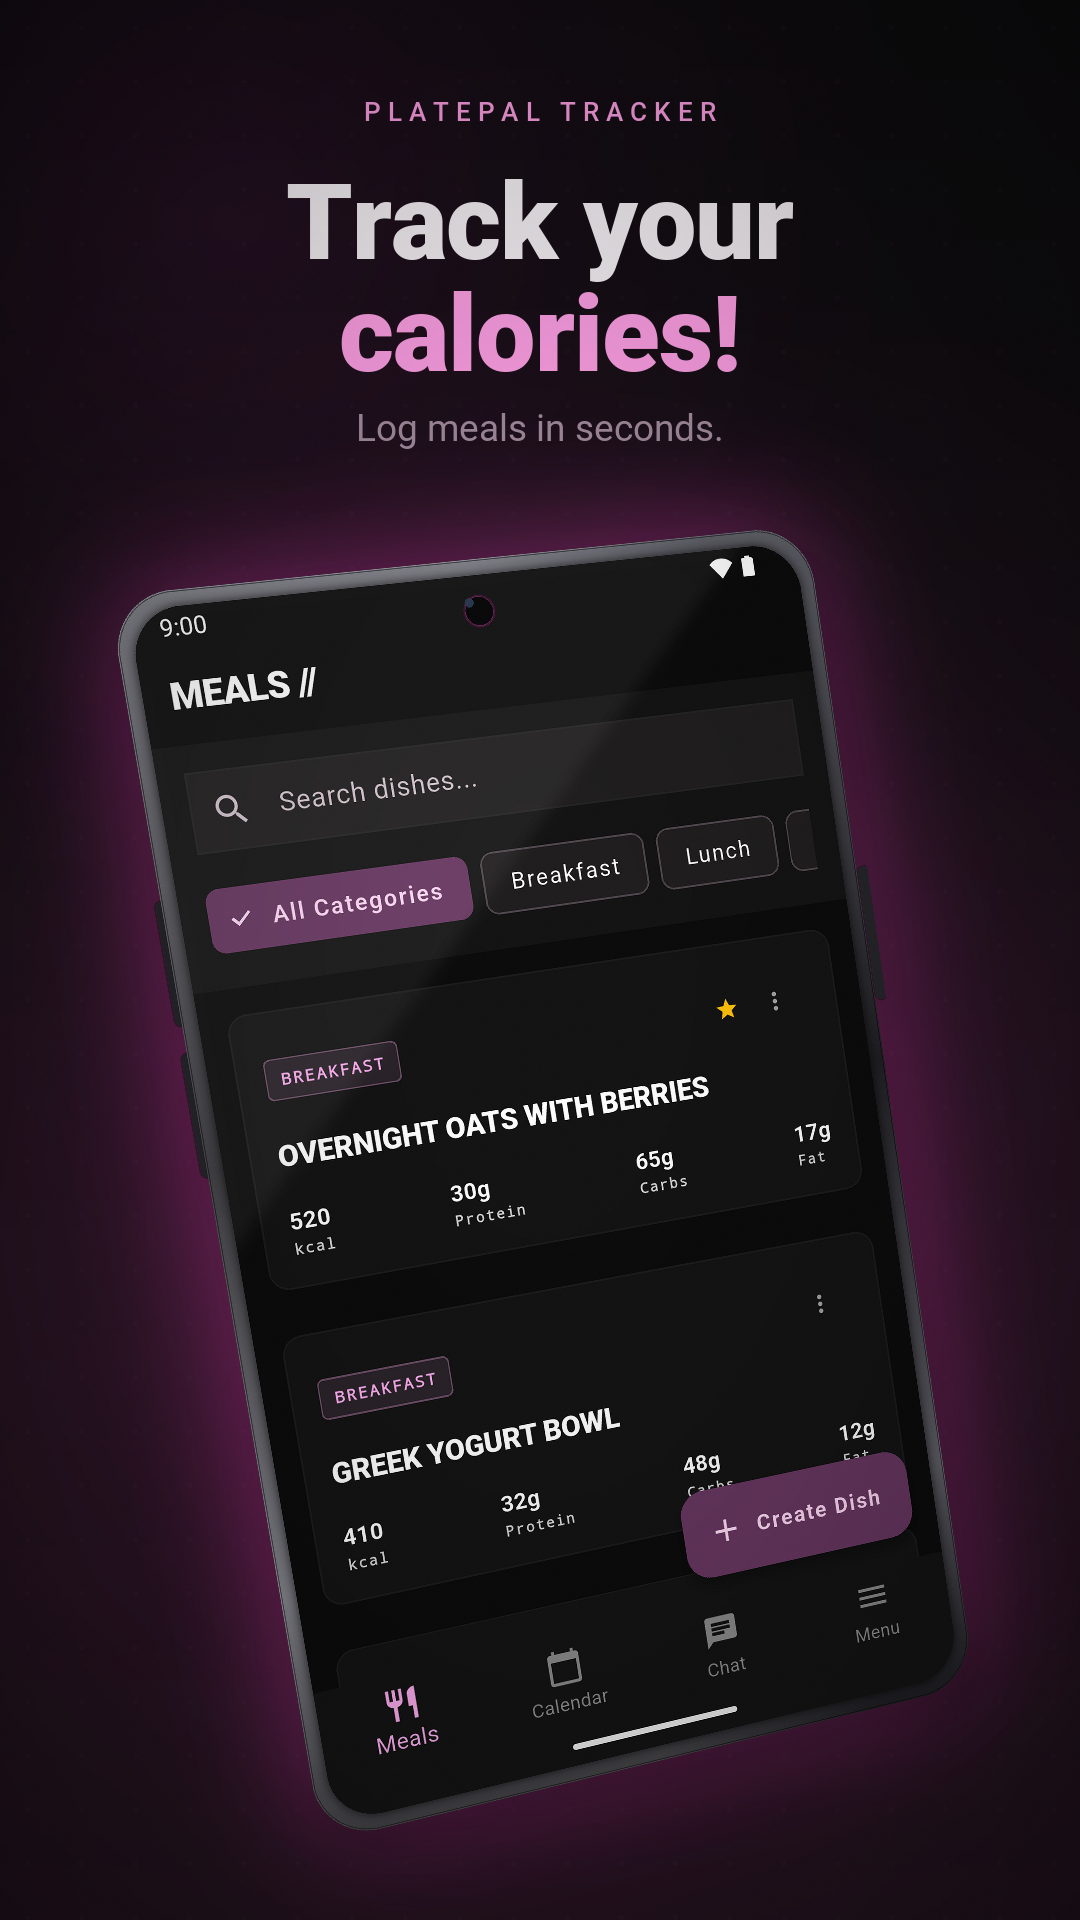 PLATEPAL TRACKER
Track your
calories!
Log meals in seconds.
9:00
MEALS //
Search dishes...
All Categories
Breakfast
Lunch
BREAKFAST
OVERNIGHT OATS WITH BERRIES
520
kcal
30g
Protein
65g
Carbs
17g
Fat
BREAKFAST
GREEK YOGURT BOWL
410
kcal
32g
Protein
48g
Carbs
12g
Fat
Create Dish
Meals
Calendar
Chat
Menu